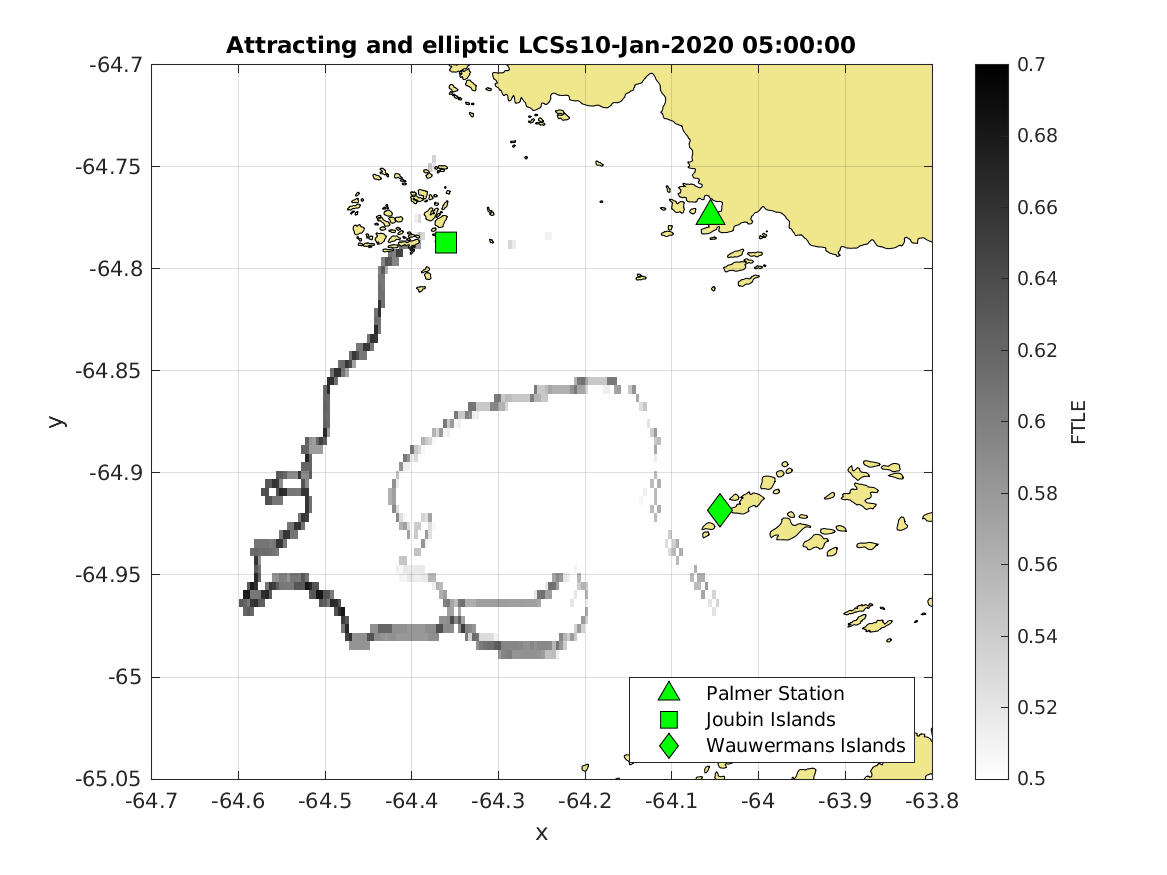 Attracting and elliptic LCSs10-Jan-2020 05:00:00
-64.7
-64.75
-64.8
-64.85
-64.9
-64.95
-65
-65.05
y
-64.7 -64.6 -64.5 -64.4 -64.3 -64.2 -64.1 -64 -63.9 -63.8
x
Palmer Station
Joubin Islands
Wauwermans Islands
0.7
0.68
0.66
0.64
0.62
0.6
0.58
0.56
0.54
0.52
0.5
FTLE